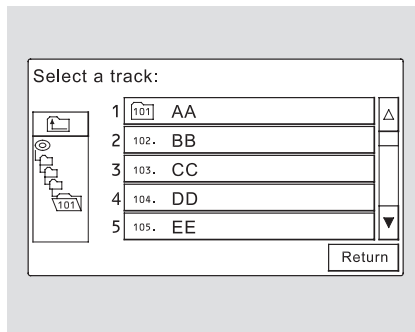 Select a track:
1 101 AA
2 102. BB
3 103. CC
101
4 104. DD
5 105. EE
Return